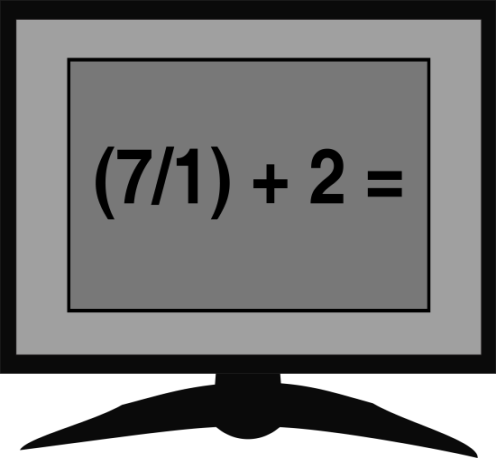 (7/1) + 2 =